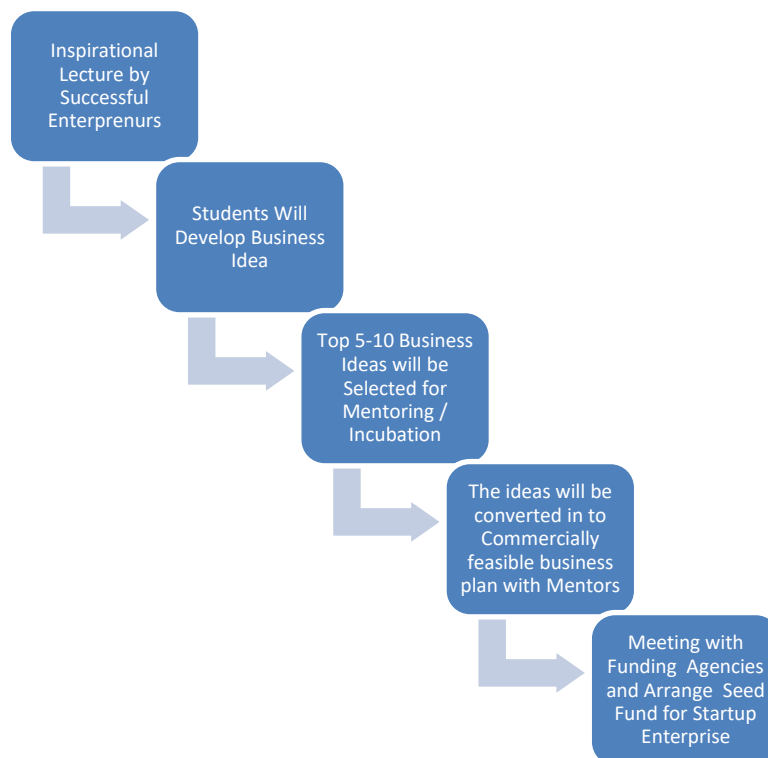 Inspirational
Lecture by
Successful
Enterprenurs
Students Will
Develop Business
Idea
Top 5-10 Business
Ideas will be
Selected for
Mentoring /
Incubation
The ideas will be
converted in to
Commercially
feasible business
plan with Mentors
Meeting with
Funding Agencies
and Arrange Seed
Fund for Startup
Enterprise